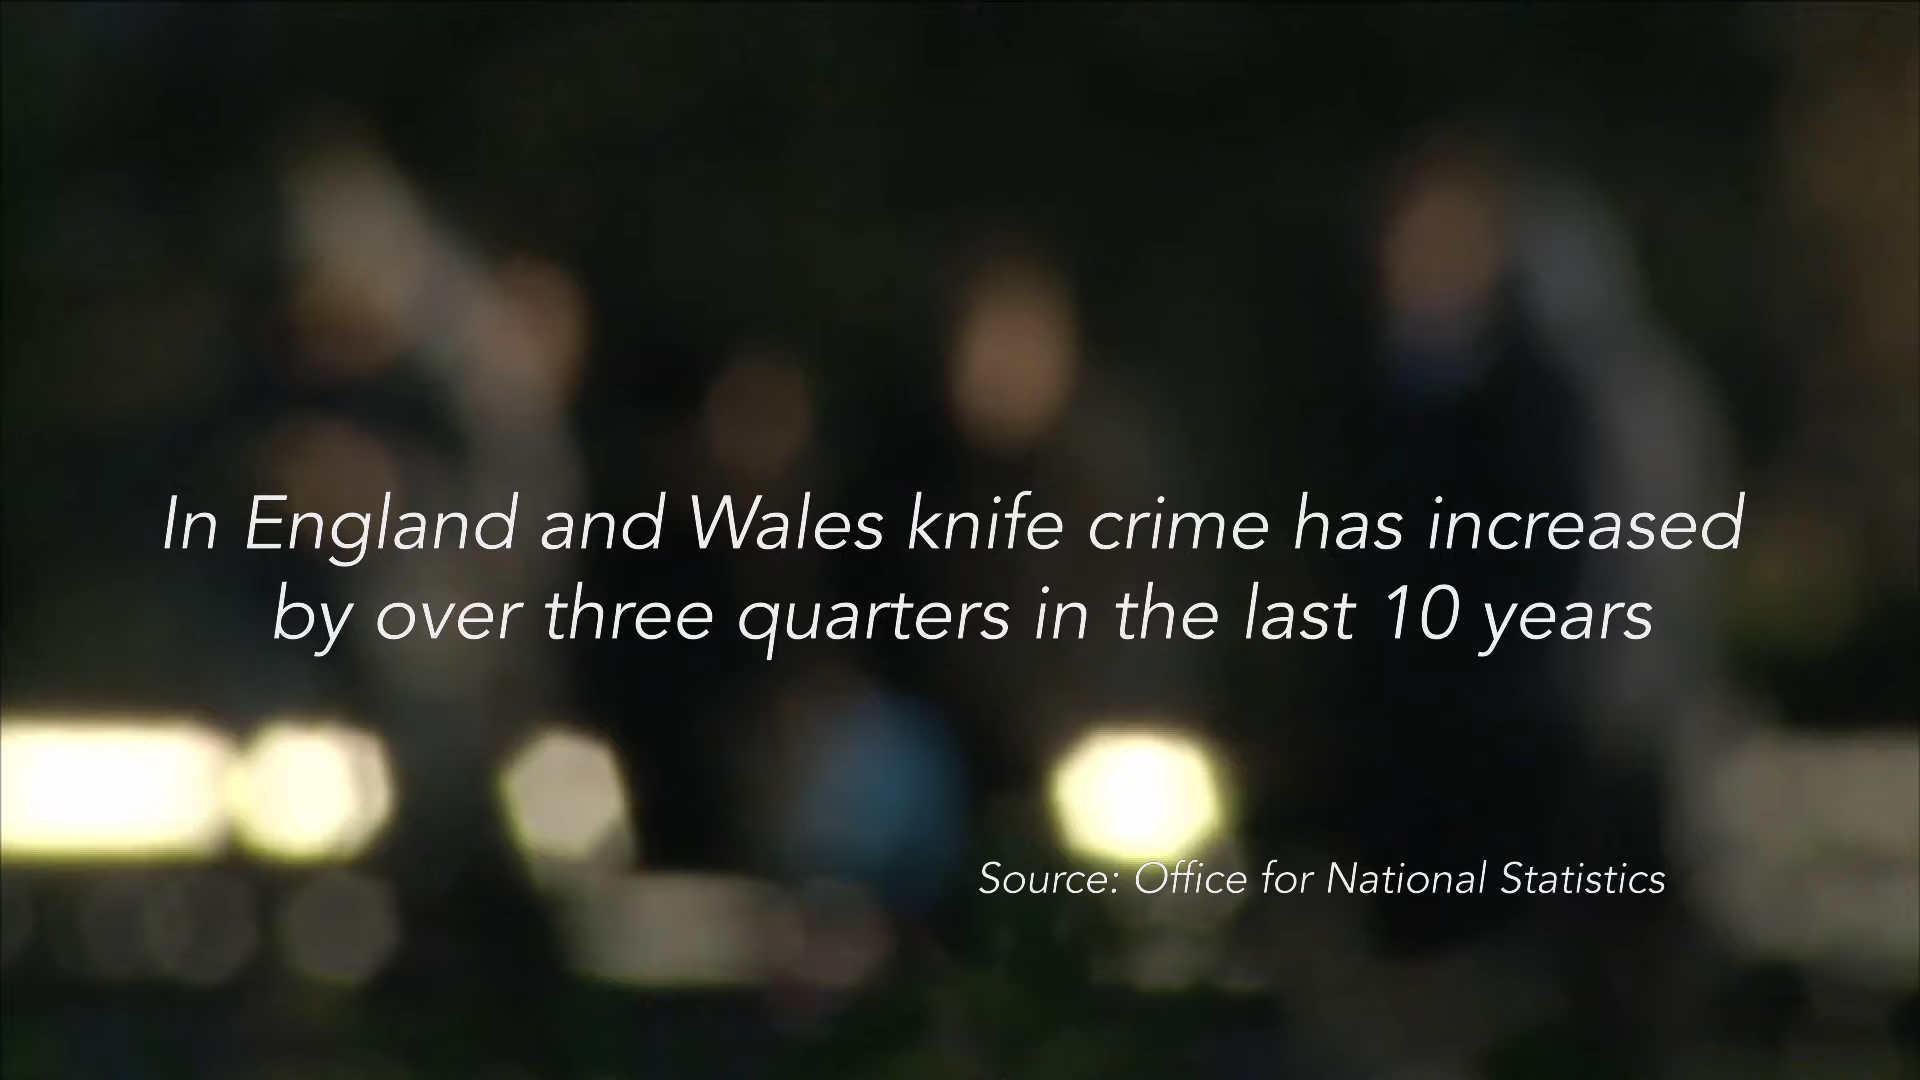 In England and Wales knife crime has increased
by over three quarters in the last 10 years
Source: Office for National Statistics